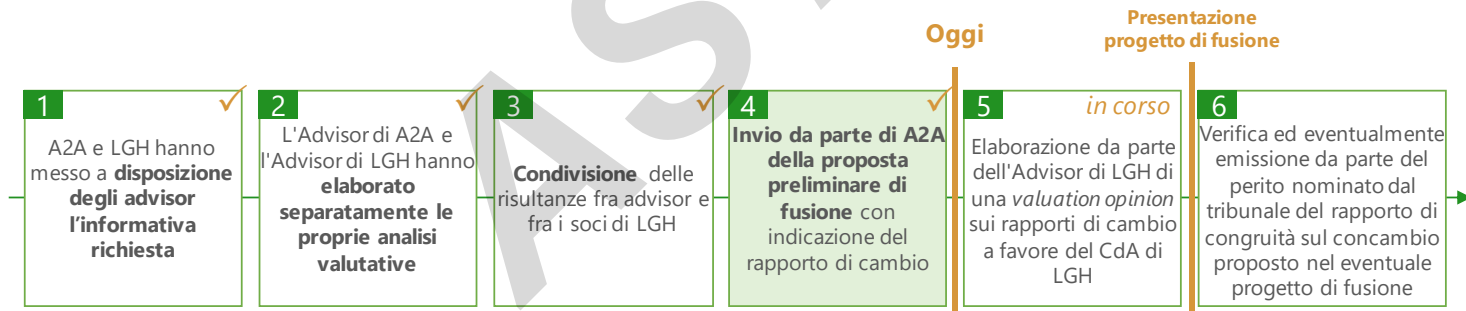 Oggi
Presentazione
progetto di fusione
1
A2A e LGH hanno
messo a disposizione
degli advisor
l'informativa
richiesta
2
L'Advisor di A2A e
l'Advisor di LGH hanno
elaborato
separatamente le
proprie analisi
valutative
3
Condivisione delle
risultanze fra advisor e
fra i soci di LGH
4
Invio da parte di A2A
della proposta
preliminare di
fusione con
indicazione del
rapporto di cambio
5
in corso
Elaborazione da parte
dell'Advisor di LGH di
una valuation opinion
sui rapporti di cambio
a favore del CdA di
LGH
6
Verifica ed eventualmente
emissione da parte del
perito nominato dal
tribunale del rapporto di
congruità sul concambio
proposto nel eventuale
progetto di fusione